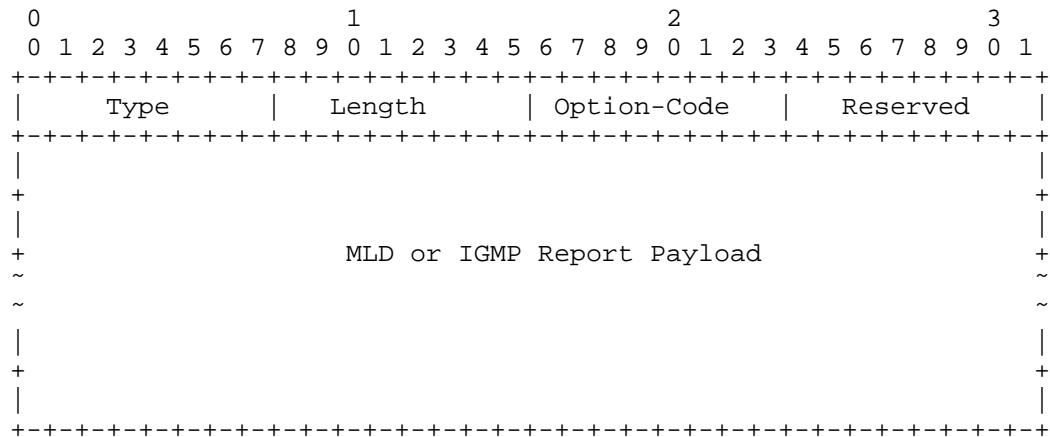 0                   1                   2                   3
 0 1 2 3 4 5 6 7 8 9 0 1 2 3 4 5 6 7 8 9 0 1 2 3 4 5 6 7 8 9 0 1
+-+-+-+-+-+-+-+-+-+-+-+-+-+-+-+-+-+-+-+-+-+-+-+-+-+-+-+-+-+-+-+-+
|     Type      |   Length      | Option-Code   |   Reserved    |
+-+-+-+-+-+-+-+-+-+-+-+-+-+-+-+-+-+-+-+-+-+-+-+-+-+-+-+-+-+-+-+-+
|                                                               |
+                                                               +
|                                                               |
+                    MLD or IGMP Report Payload                 +
~                                                               ~
~                                                               ~
|                                                               |
+                                                               +
|                                                               |
+-+-+-+-+-+-+-+-+-+-+-+-+-+-+-+-+-+-+-+-+-+-+-+-+-+-+-+-+-+-+-+-+